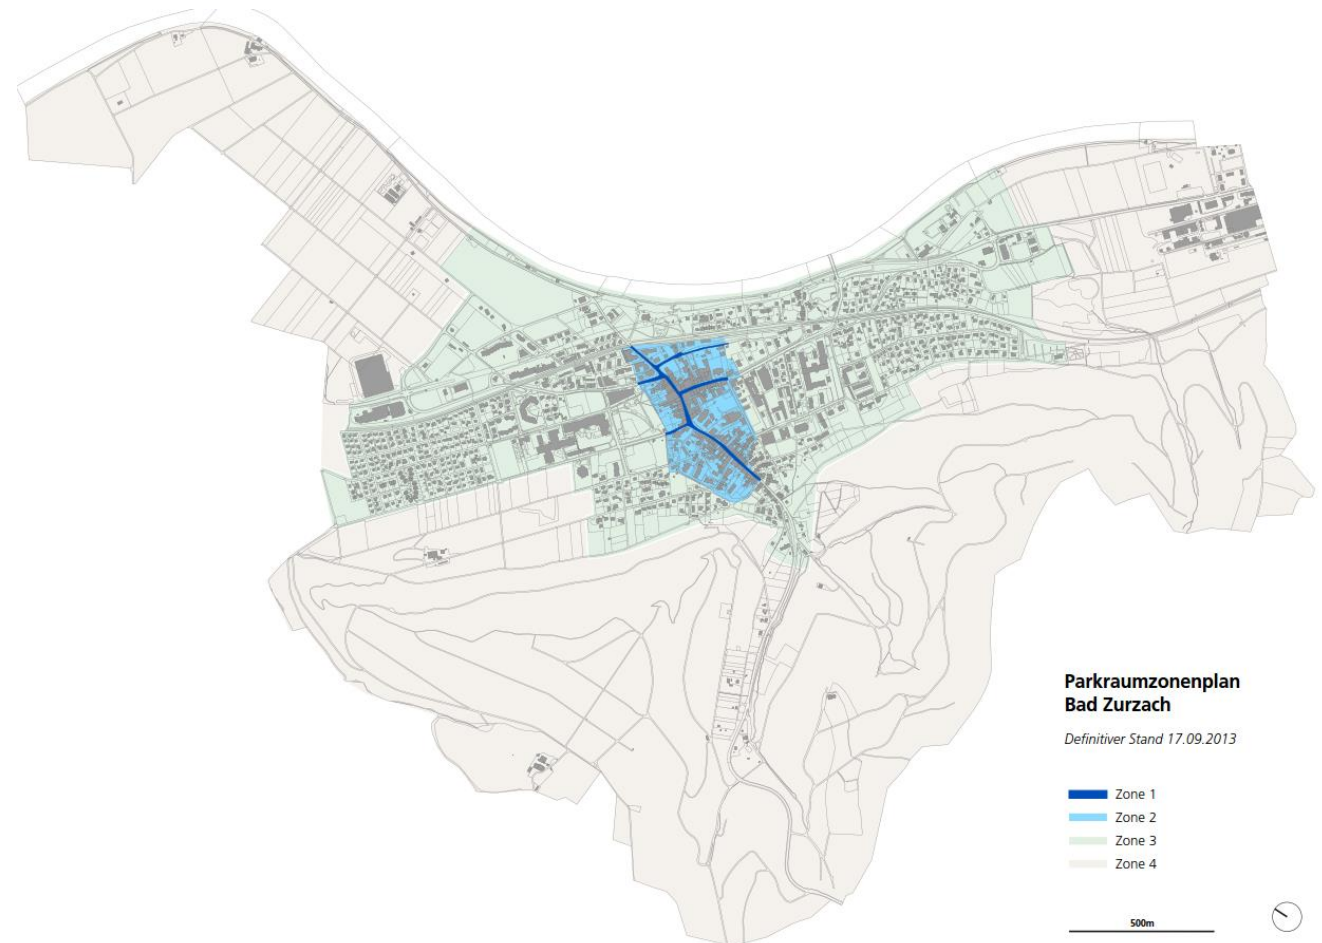 Parkraumzonenplan
Bad Zurzach
Definitiver Stand 17.09.2013
Zone 1
Zone 2
Zone 3
Zone 4
500m